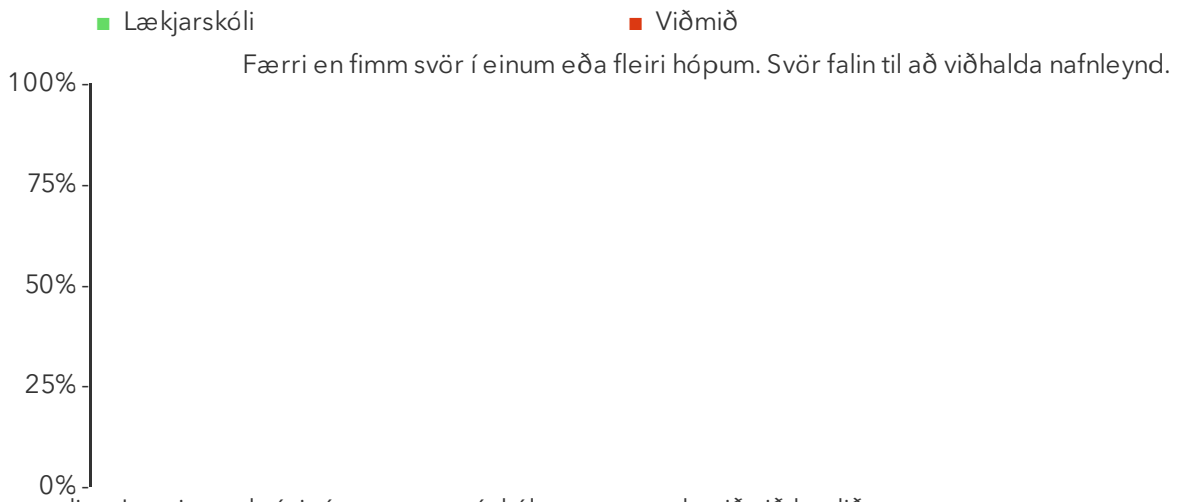 Lækjarskóli Viðmið
Færri en fimm svör í einum eða fleiri hópum. Svör falin til að viðhalda nafnleynd.
100%
75%
50%
25%
0%